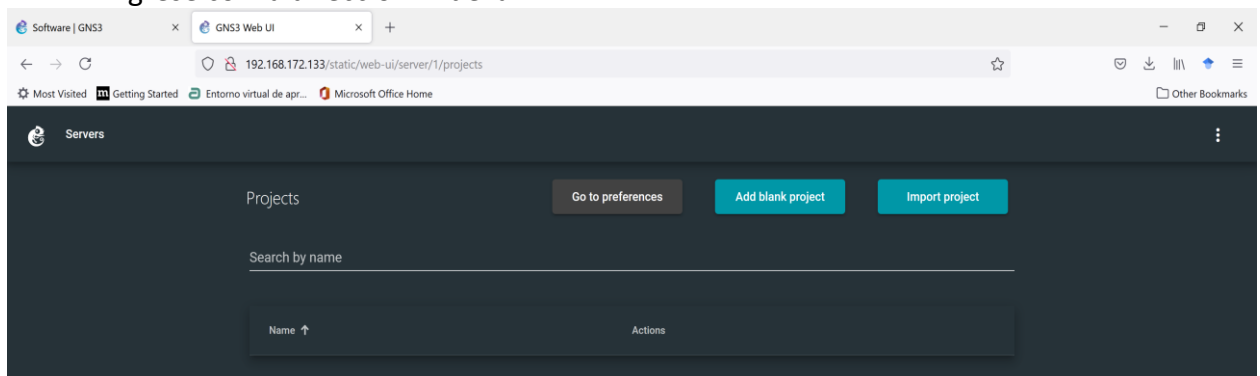 Software | GNS3
GNS3 Web UI
192.168.172.133/static/web-ui/server/1/projects
Most Visited
Getting Started
Entorno virtual de apr...
Microsoft Office Home
Other Bookmarks
Servers
Projects
Go to preferences
Add blank project
Import project
Search by name
Name
Actions